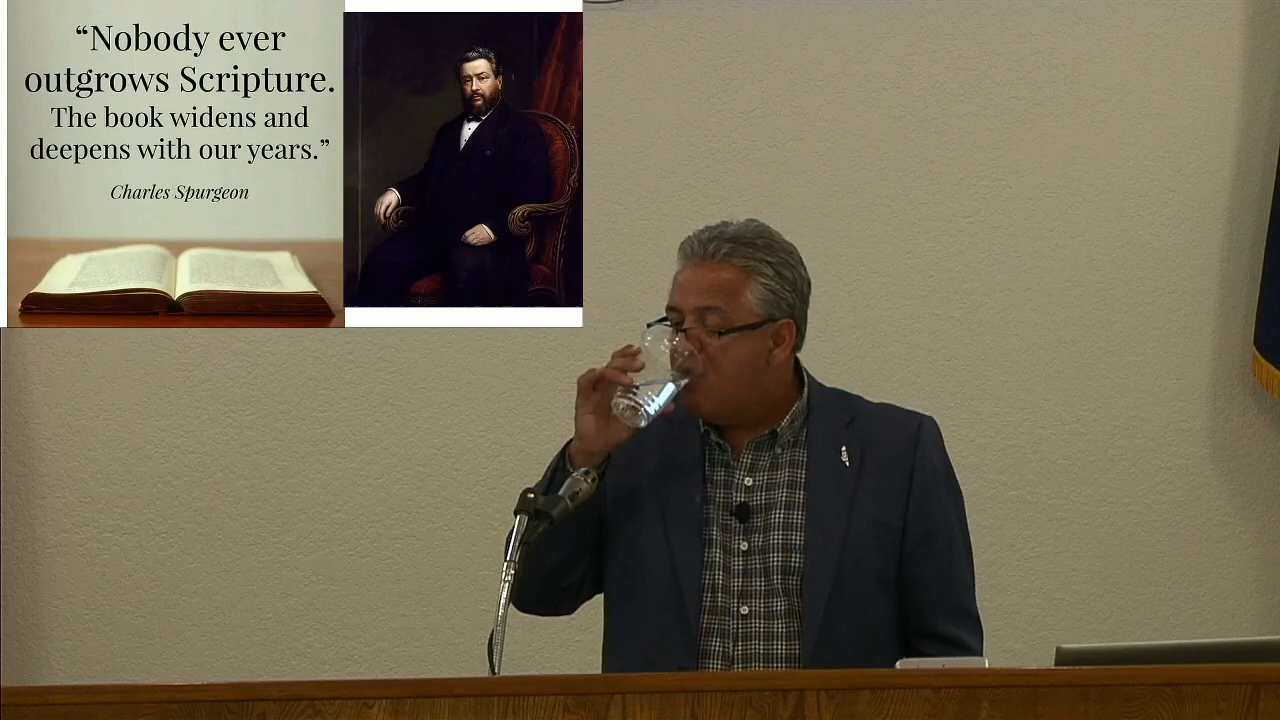 “Nobody ever
outgrows Scripture.
The book widens and
deepens with our years.”
Charles Spurgeon